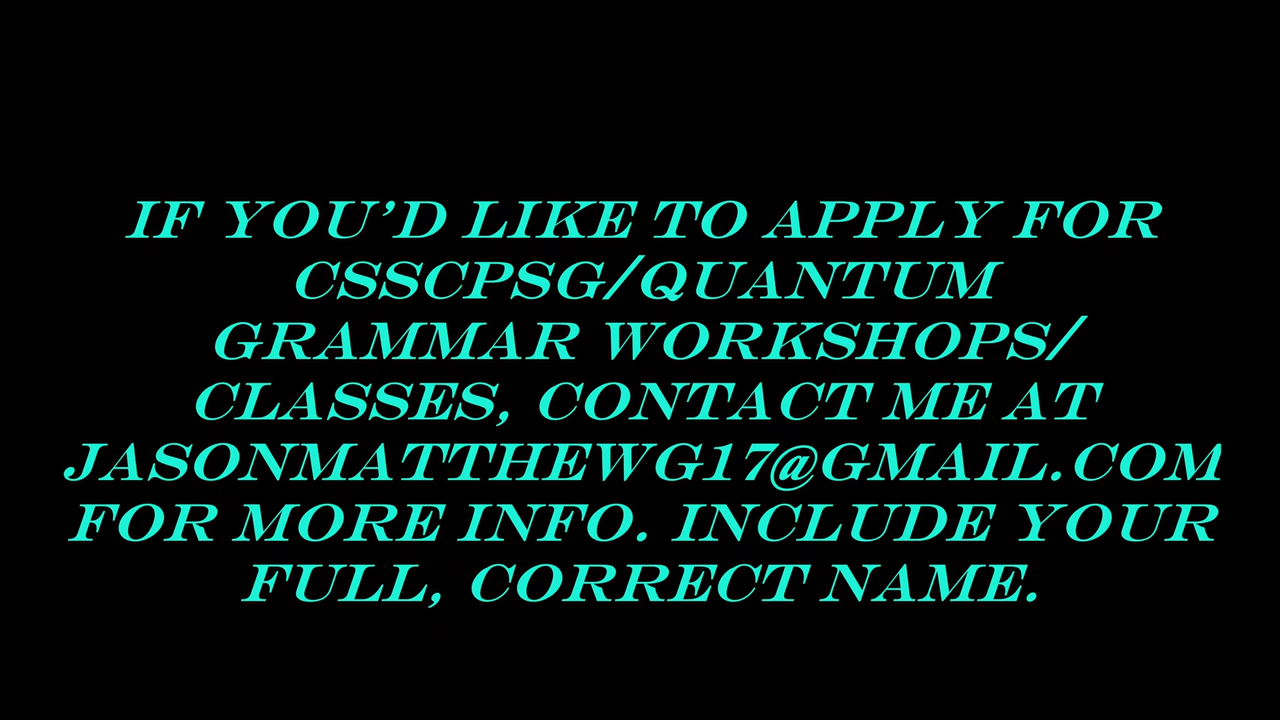 IF YOU'D LIKE TO APPLY FOR
CSSCPSG/QUANTUM
GRAMMAR WORKSHOPS/
CLASSES, CONTACT ME AT
JASONMATTHEWG17@GMAIL.COM
FOR MORE INFO. INCLUDE YOUR
FULL, CORRECT NAME.